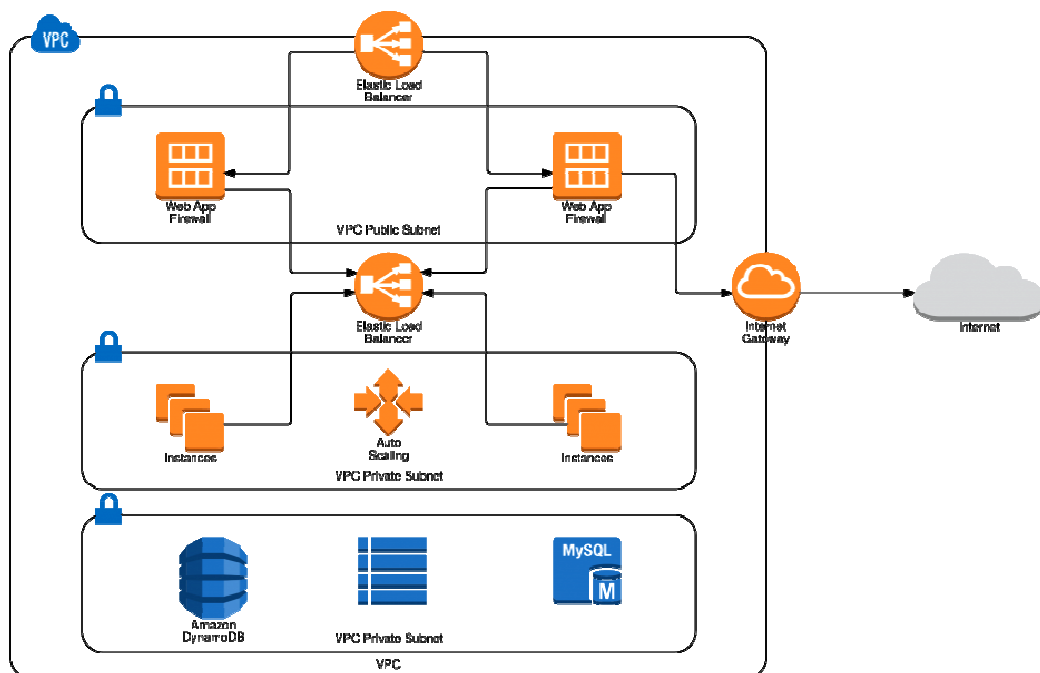 VPC
Elastic Load
Balancer
Web App
Firewall
Web App
Firewall
VPC Public Subnet
Elastic Load
Balancer
Internet
Gateway
Internet
Instances
Auto
Scaling
Instances
VPC Private Subnet
MySQL
M
Amazon
DynamoDB
VPC Private Subnet
VPC